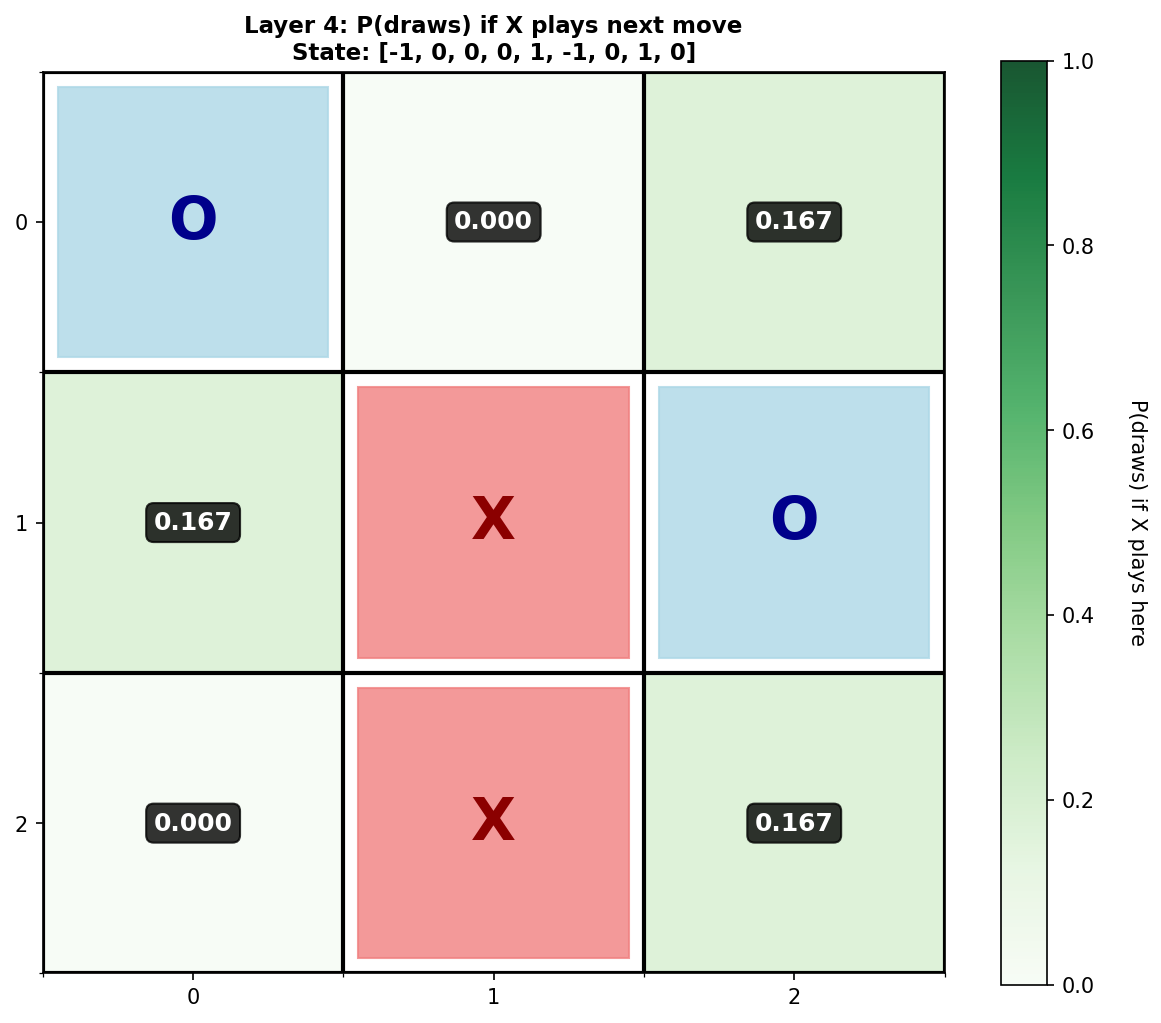 Layer 4: P(draws) if X plays next move
State: [-1, 0, 0, 0, 1, -1, 0, 1, 0]
O
0.000
0.167
0.167
X
O
0.000
X
0.167
0
1
2
0
1
2
1.0
0.8
0.6
0.4
0.2
0.0
P(draws) if X plays here